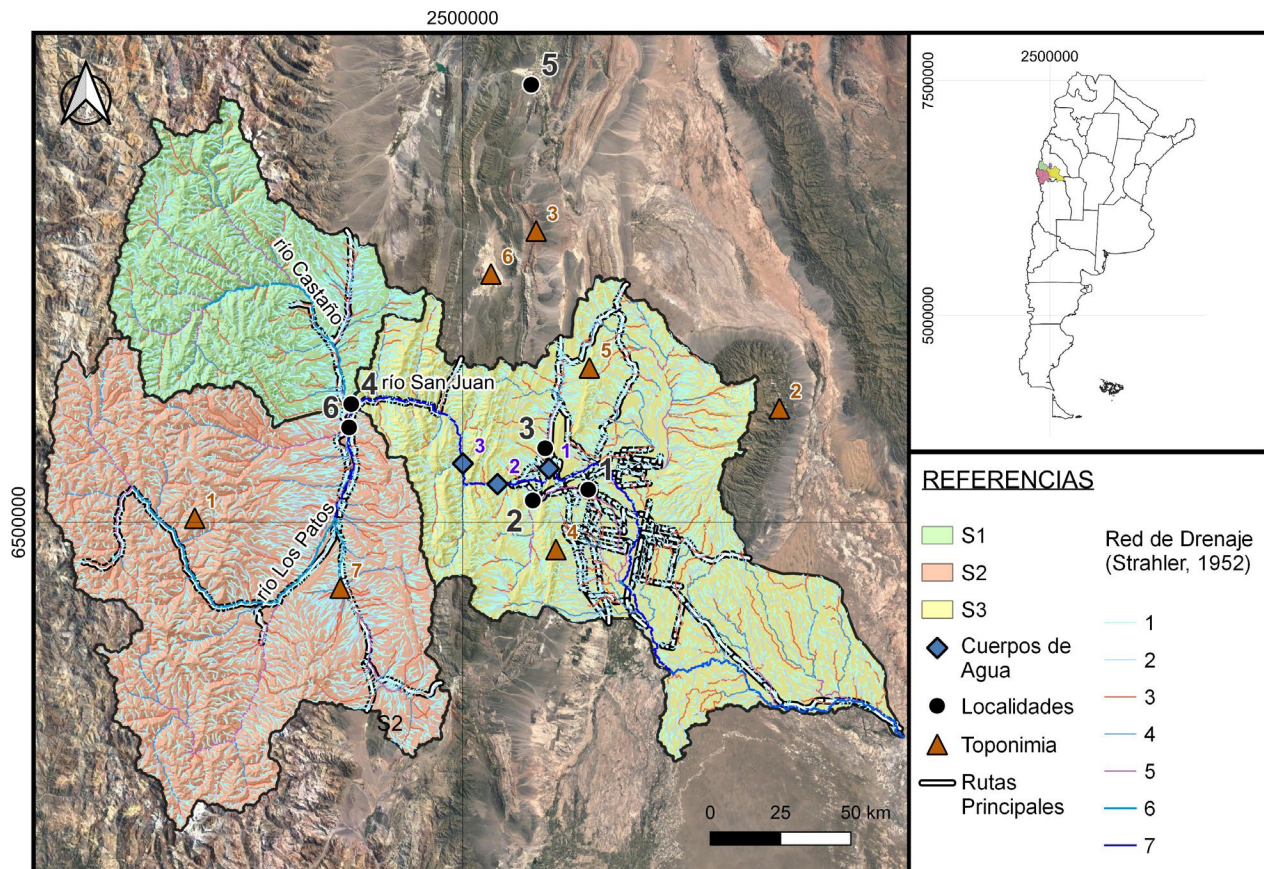 2500000
6500000
5
3
6
río Castaño
5
4
río San Juan
2
6
3
1
3
2
1
1
2
4
río Los Patos
7
S2
0 25 50 km
2500000
7500000
5000000
REFERENCIAS
S1
S2
S3
Cuerpos de
Agua
Localidades
Toponimia
Rutas
Principales
Red de Drenaje
(Strahler, 1952)
1
2
3
4
5
6
7